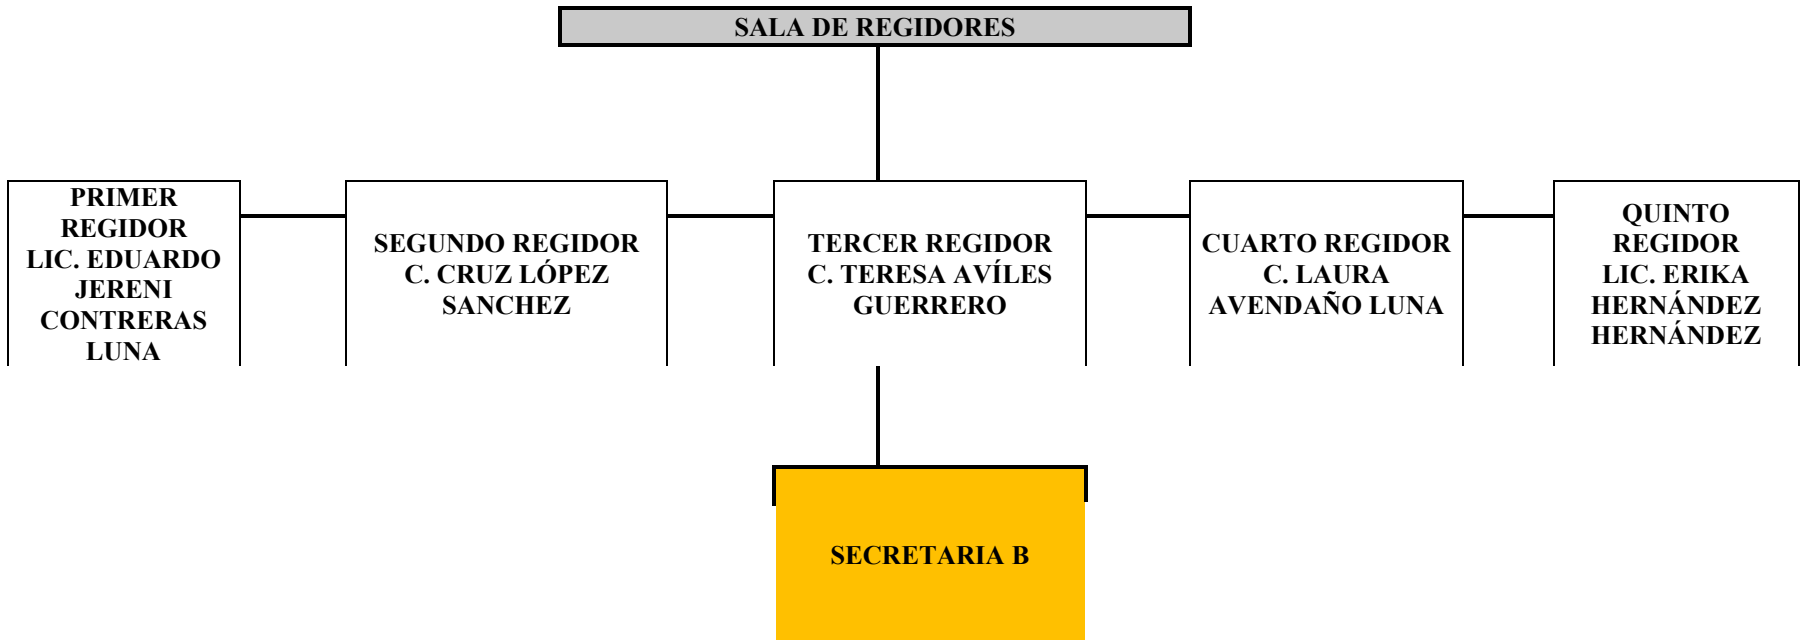 SALA DE REGIDORES
PRIMER
REGIDOR
LIC. EDUARDO
JERENI
CONTRERAS
LUNA
SEGUNDO REGIDOR
C. CRUZ LÓPEZ
SANCHEZ
TERCER REGIDOR
C. TERESA AVÍLES
GUERRERO
CUARTO REGIDOR
C. LAURA
AVENDAÑO LUNA
QUINTO
REGIDOR
LIC. ERIKA
HERNÁNDEZ
HERNÁNDEZ
SECRETARIA B